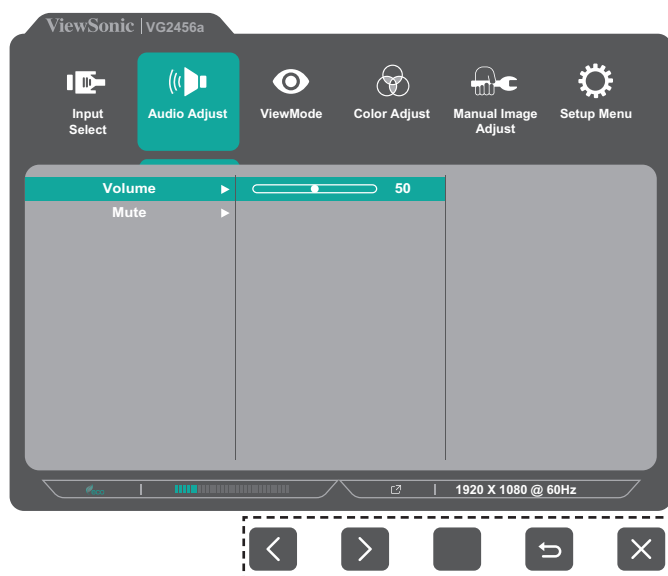 ViewSonic | VG2456a
Input
Select
Audio Adjust
ViewMode
Color Adjust
Manual Image
Adjust
Setup Menu
Volume 50
Mute
eco | | 1920 X 1080 @ 60Hz